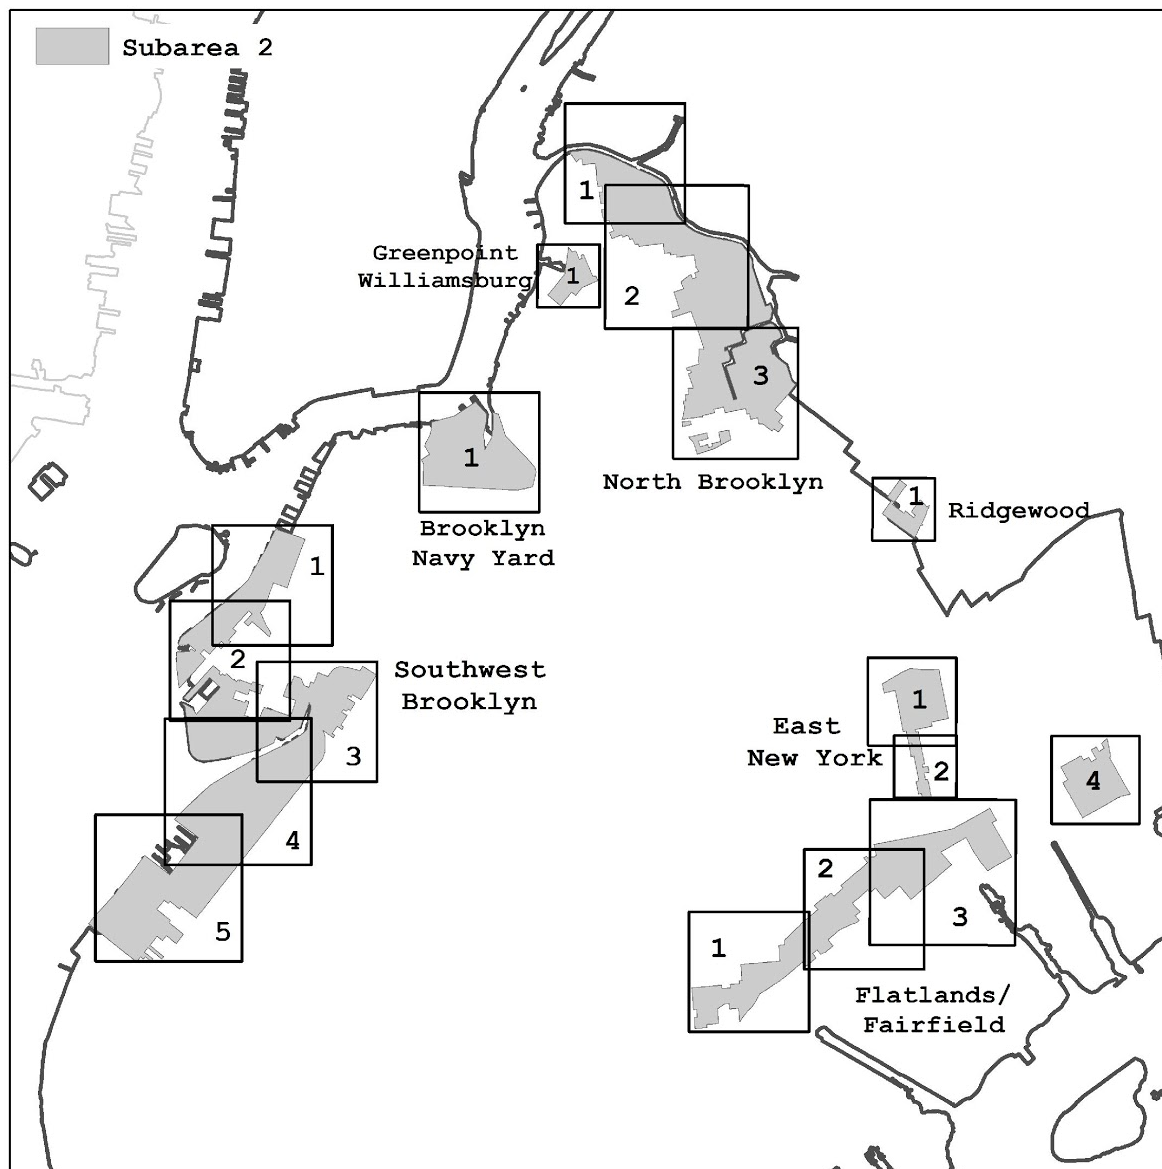 Subarea 2
1
Greenpoint
Williamsburg
1
2
3
North Brooklyn
1
Brooklyn
Navy Yard
1
Ridgewood
1
2
Southwest
Brooklyn
3
4
5
East
New York
1
2
4
2
3
1
Flatlands/
Fairfield